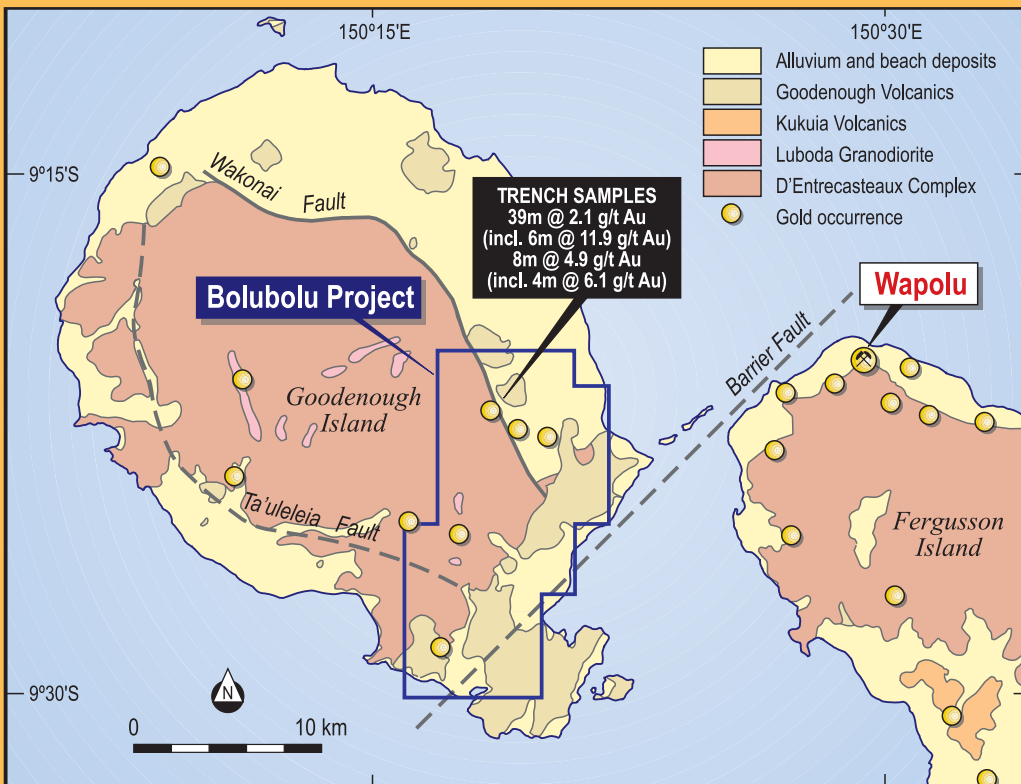 150°15'E
150°30'E
Alluvium and beach deposits
Goodenough Volcanics
Kukuia Volcanics
Luboda Granodiorite
D'Entrecasteaux Complex
Gold occurrence
9°15'S
Wakonai Fault
TRENCH SAMPLES
39m @ 2.1 g/t Au
(incl. 6m @ 11.9 g/t Au)
8m @ 4.9 g/t Au
(incl. 4m @ 6.1 g/t Au)
Bolubolu Project
Wapolu
Barrier Fault
Goodenough
Island
Ta'uleleia Fault
Fergusson
Island
9°30'S
N
0 10 km